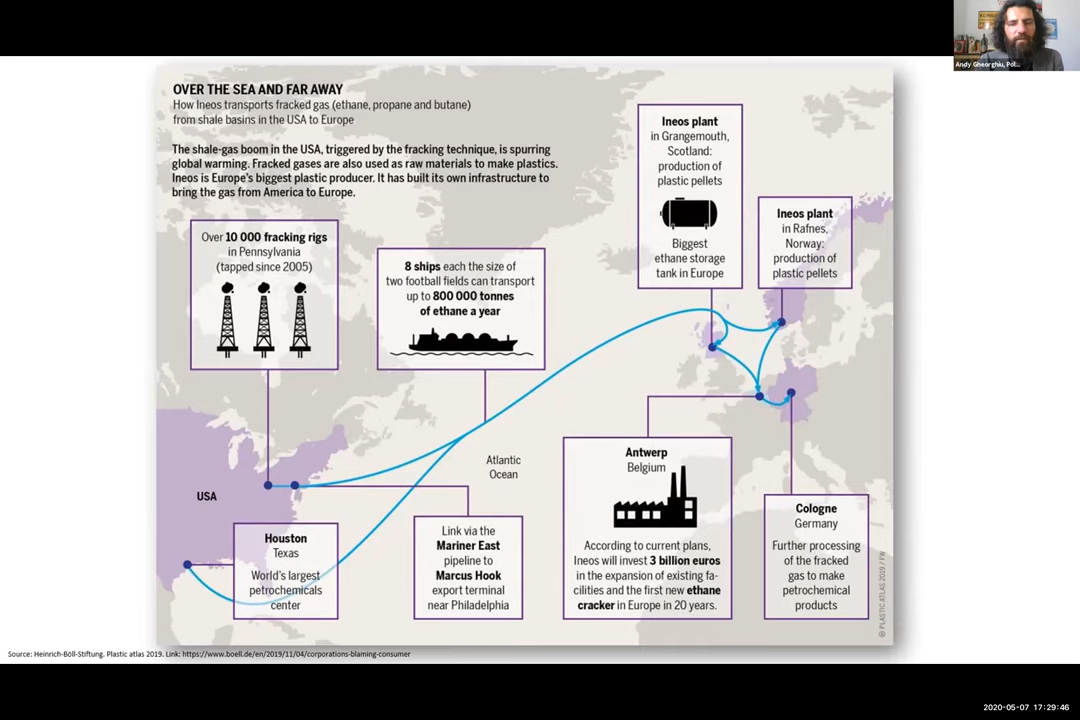 Andy Gheorghiu, Pol...
OVER THE SEA AND FAR AWAY
How Ineos transports fracked gas (ethane, propane and butane)
from shale basins in the USA to Europe
The shale-gas boom in the USA, triggered by the fracking technique, is spurring
global warming. Fracked gases are also used as raw materials to make plastics.
Ineos is Europe's biggest plastic producer. It has built its own infrastructure to
bring the gas from America to Europe.
Over 10 000 fracking rigs
in Pennsylvania
(tapped since 2005)
8 ships each the size of
two football fields can transport
up to 800 000 tonnes
of ethane a year
Ineos plant
in Grangemouth,
Scotland:
production of
plastic pellets
Biggest
ethane storage
tank in Europe
Ineos plant
in Rafnes,
Norway:
production of
plastic pellets
Atlantic
Ocean
USA
Houston
Texas
World's largest
petrochemicals
center
Link via the
Mariner East
pipeline to
Marcus Hook
export terminal
near Philadelphia
Antwerp
Belgium
According to current plans,
Ineos will invest 3 billion euros
in the expansion of existing fa-
cilities and the first new ethane
cracker in Europe in 20 years.
Cologne
Germany
Further processing
of the fracked
gas to make
petrochemical
products
© PLASTIC ATLAS 2019 / FW
Source: Heinrich-Böll-Stiftung. Plastic atlas 2019. Link: https://www.boell.de/en/2019/11/04/corporations-blaming-consumer
2020-05-07 17:29:46